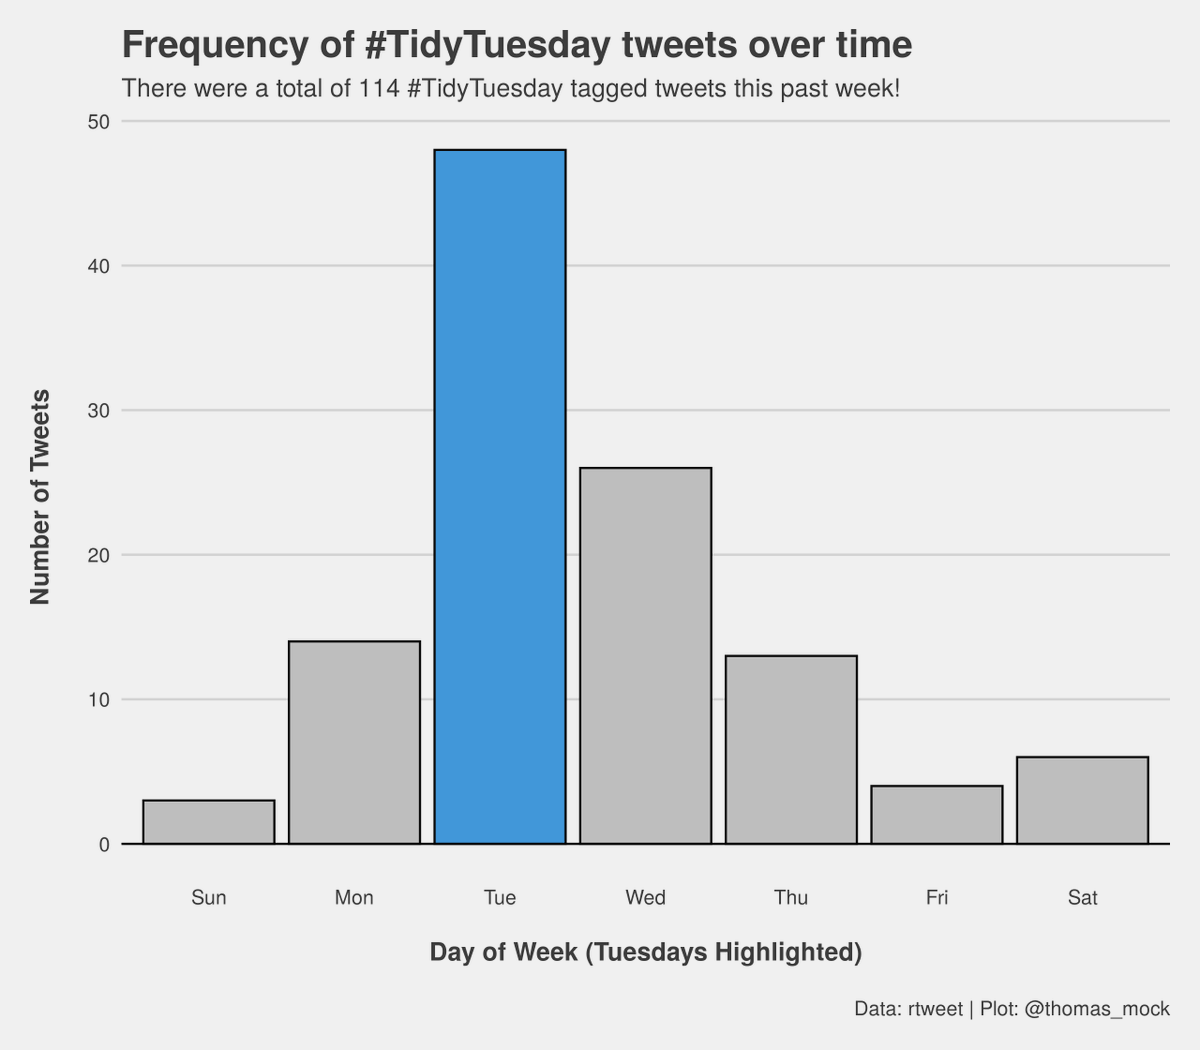 Frequency of #TidyTuesday tweets over time
There were a total of 114 #TidyTuesday tagged tweets this past week!
Number of Tweets
50
40
30
20
10
0
Sun Mon Tue Wed Thu Fri Sat
Day of Week (Tuesdays Highlighted)
Data: rtweet | Plot: @thomas_mock